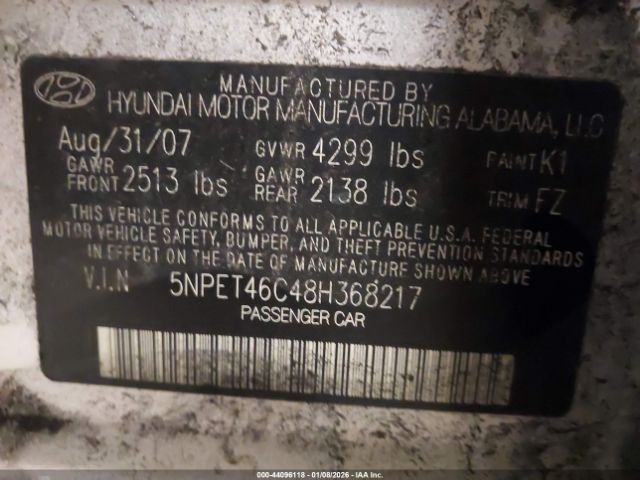 MANUFACTURED BY
HYUNDAI MOTOR MANUFACTURING ALABAMA, LLC
Aug/31/07 GVWR 4299 lbs PAINT K1
GAWR FRONT 2513 lbs GAWR REAR 2138 lbs TRIM FZ
THIS VEHICLE CONFORMS TO ALL APPLICABLE U.S.A. FEDERAL
MOTOR VEHICLE SAFETY, BUMPER, AND THEFT PREVENTION STANDARDS
IN EFFECT ON THE DATE OF MANUFACTURE SHOWN ABOVE
V.I.N 5NPET46C48H368217
PASSENGER CAR
000-44096118 | 01/08/2026 | IAA Inc.